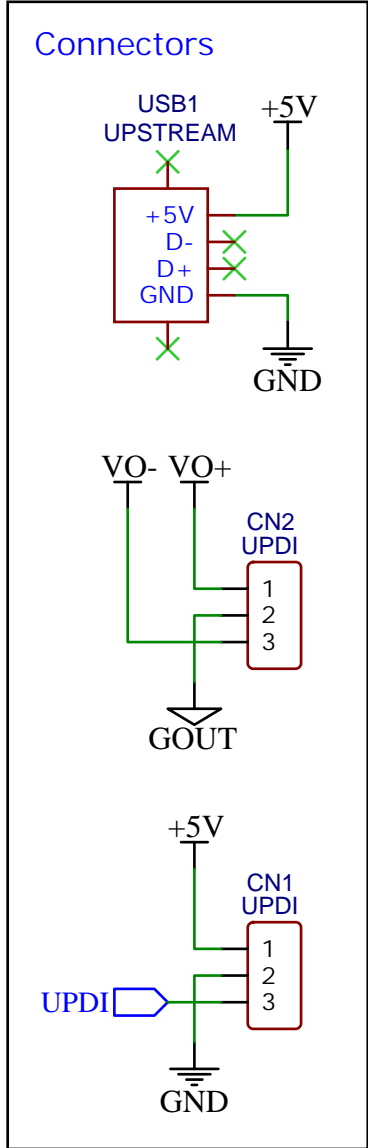 Connectors
USB1
UPSTREAM
+5V
+5V
D-
D+
GND
GND
VO- VO+
CN2
UPDI
1
2
3
GOUT
+5V
CN1
UPDI
1
2
3
UPDI
GND